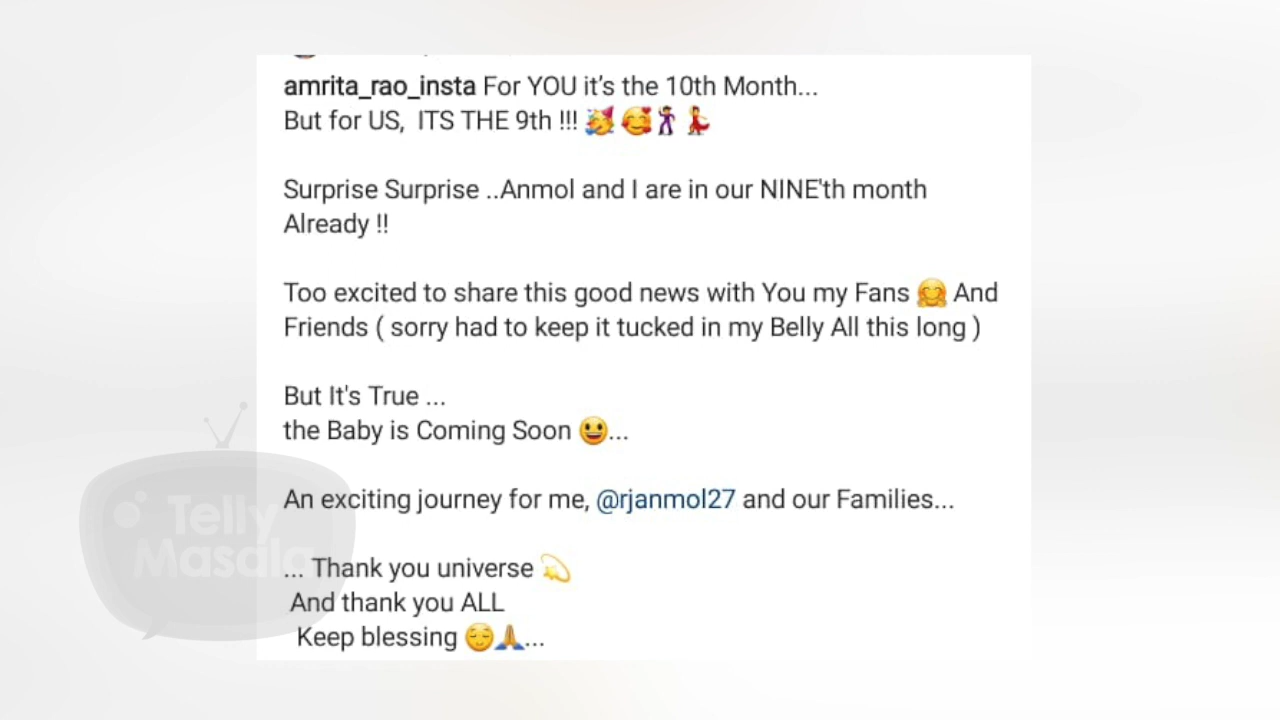 amrita_rao_insta For YOU it's the 10th Month...
But for US, ITS THE 9th !!! 🥳 🥰🕺💃
Surprise Surprise ..Anmol and I are in our NINE'th month
Already !!
Too excited to share this good news with You my Fans 🤗 And
Friends ( sorry had to keep it tucked in my Belly All this long )
But It's True ...
the Baby is Coming Soon 😃...
An exciting journey for me, @rjanmol27 and our Families...
... Thank you universe 💫
And thank you ALL
Keep blessing 😌🙏...
Telly
Masala